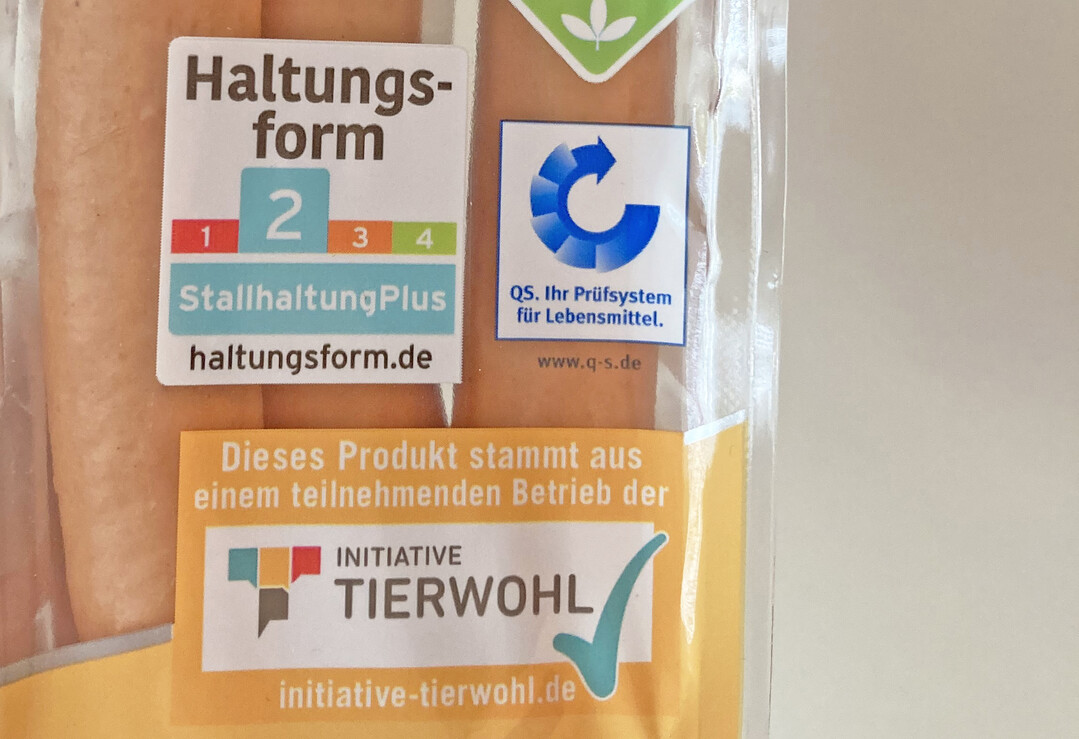 Haltungs-
form
1 2 3 4
StallhaltungPlus
haltungsform.de
QS. Ihr Prüfsystem
für Lebensmittel.
www.q-s.de
Dieses Produkt stammt aus
einem teilnehmenden Betrieb der
INITIATIVE
TIERWOHL
initiative-tierwohl.de